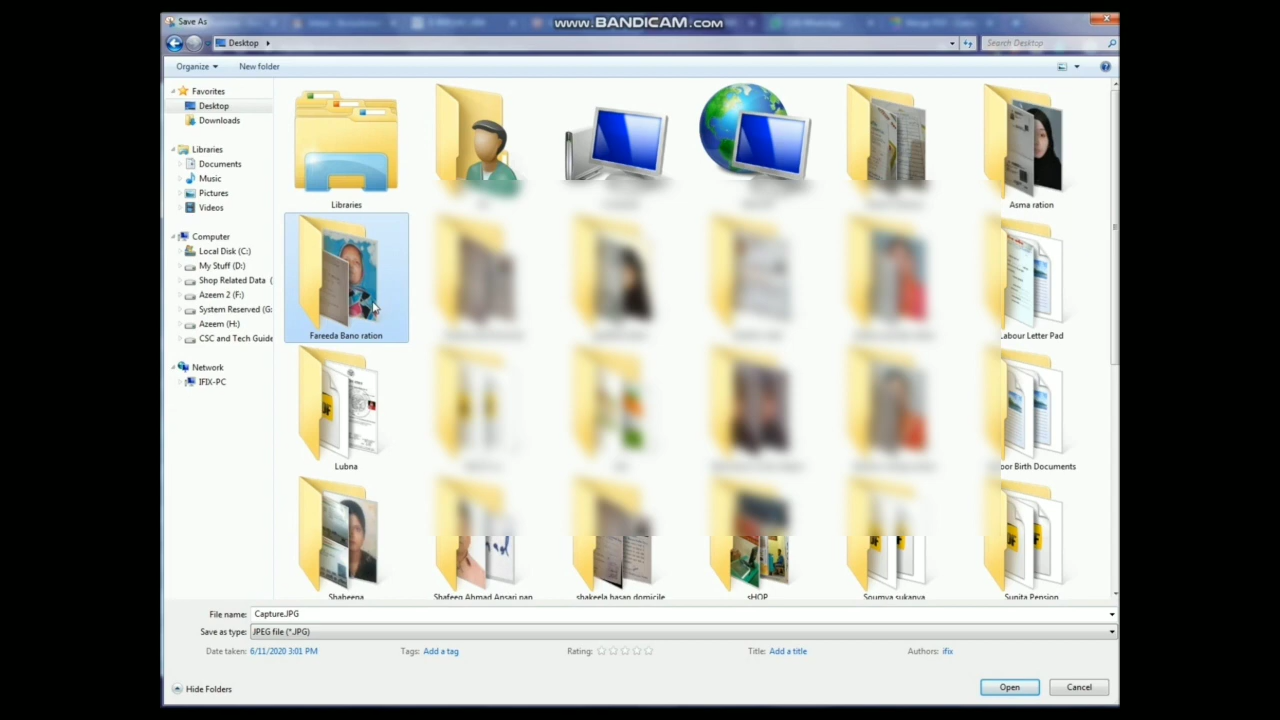 Save As
www.BANDICAM.com
Desktop
Search Desktop
Organize
New folder
Favorites
Desktop
Downloads
Libraries
Documents
Music
Pictures
Videos
Computer
Local Disk (C:)
My Stuff (D:)
Shop Related Data (
Azeem 2 (F:)
System Reserved (G:
Azeem (H:)
CSC and Tech Guide
Network
IFIX-PC
Libraries
Asma ration
Fareeda Bano ration
Labour Letter Pad
Lubna
oor Birth Documents
Shaheena
Shafeeq Ahmad Ansari pan
shakeela hasan domicile
sHOP
Soumya sukanya
Sunita Pension
File name: Capture.JPG
Save as type: JPEG file (*.JPG)
Date taken: 6/11/2020 3:01 PM Tags: Add a tag Rating: Title: Add a title Authors: ifix
Hide Folders
Open
Cancel